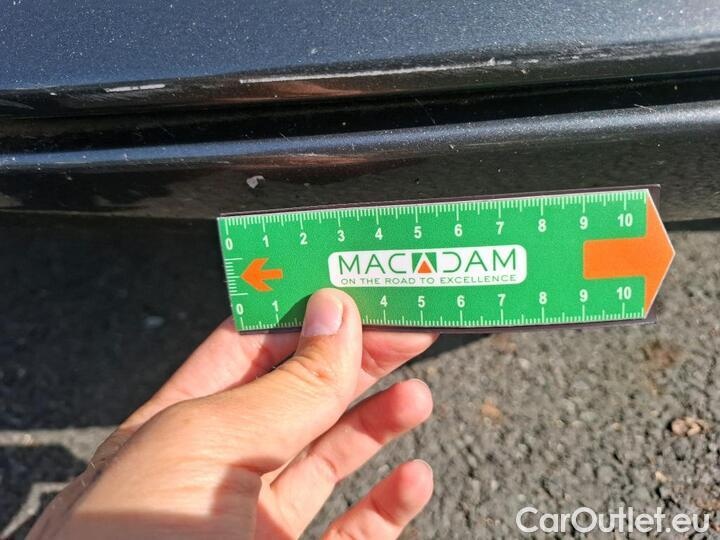 0 1 2 3 4 5 6 7 8 9 10
MACADAM
ON THE ROAD TO EXCELLENCE
0 1 4 5 6 7 8 9 10
CarOutlet.eu